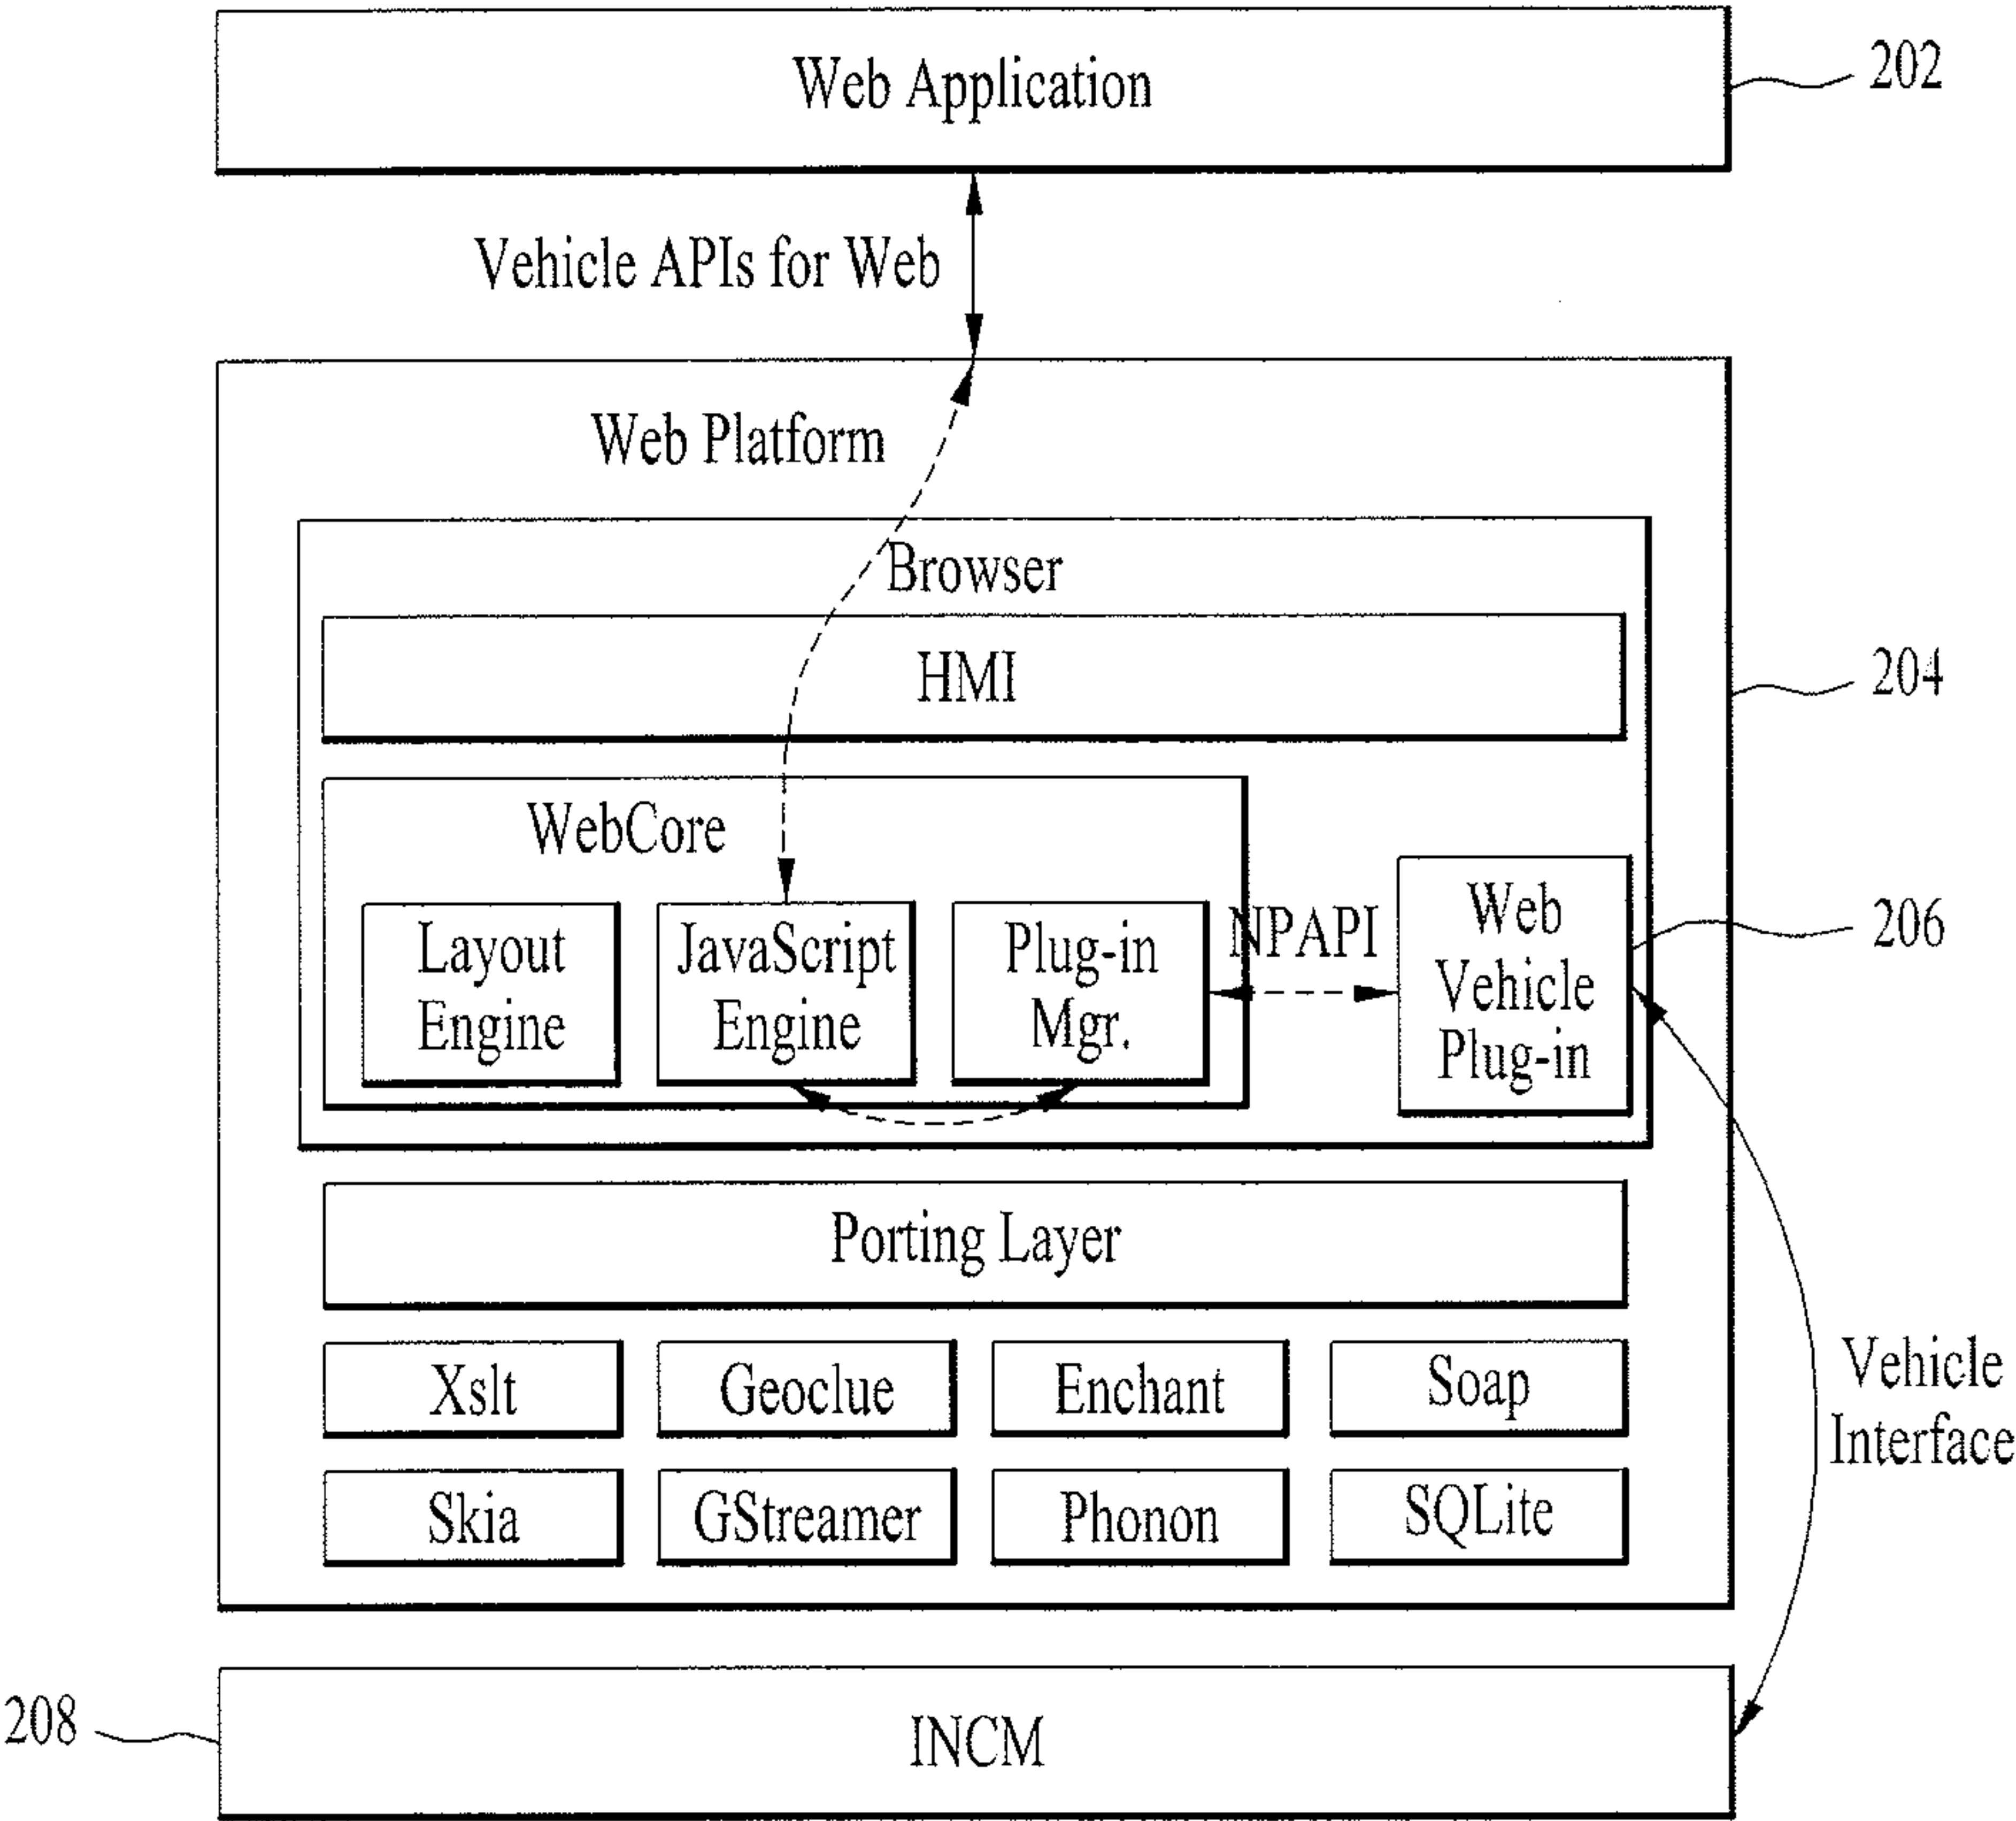 Web Application
202
Vehicle APIs for Web
Web Platform
Browser
HMI
204
WebCore
Layout
Engine
JavaScript
Engine
Plug-in
Mgr.
NPAPI
Web
Vehicle
Plug-in
206
Porting Layer
Xslt
Geoclue
Enchant
Soap
Skia
GStreamer
Phonon
SQLite
Vehicle
Interface
208
INCM